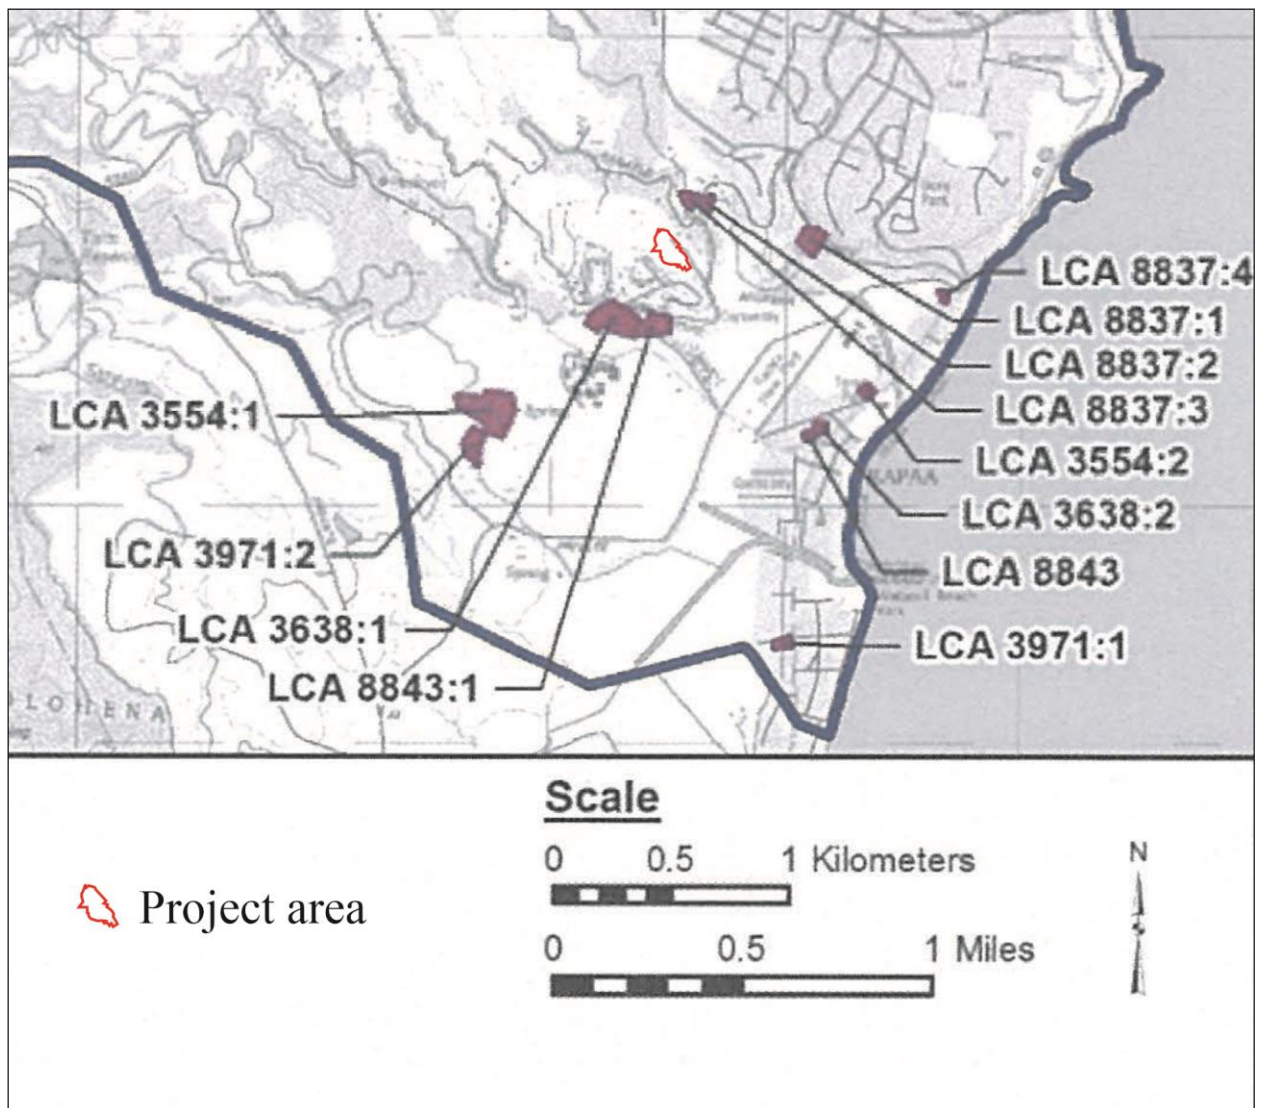 LCA 8837:4
LCA 8837:1
LCA 8837:2
LCA 8837:3
LCA 3554:1
LCA 3554:2
KAPAA
LCA 3638:2
LCA 3971:2
LCA 8843
Spring
LCA 3638:1
LCA 3971:1
LCA 8843:1
Scale
0 0.5 1 Kilometers
N
Project area
0 0.5 1 Miles